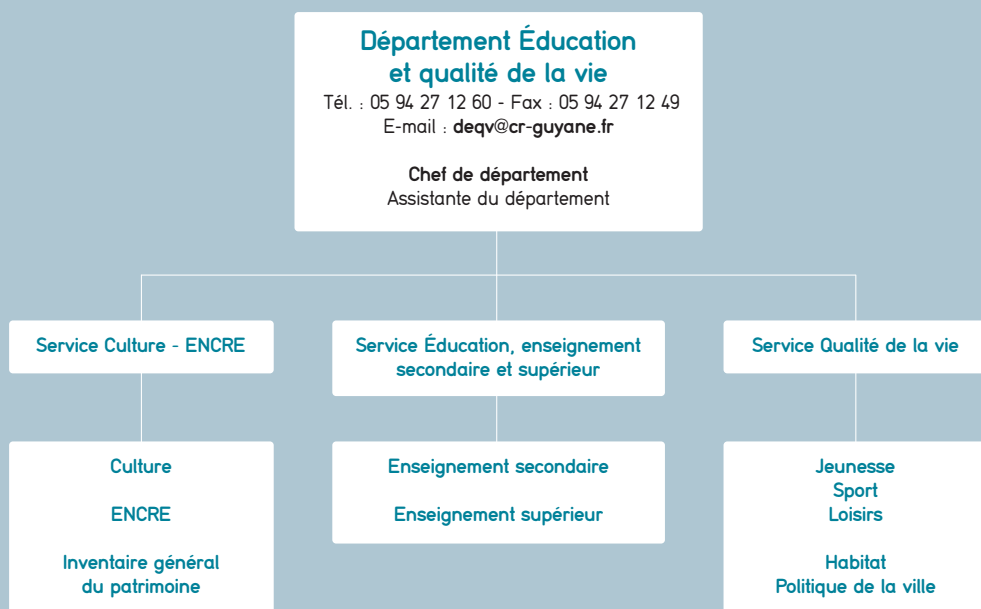 Département Éducation
et qualité de la vie
Tél. : 05 94 27 12 60 - Fax : 05 94 27 12 49
E-mail : deqv@cr-guyane.fr
Chef de département
Assistante du département
Service Culture - ENCRE
Service Éducation, enseignement
secondaire et supérieur
Service Qualité de la vie
Culture
ENCRE
Inventaire général
du patrimoine
Enseignement secondaire
Enseignement supérieur
Jeunesse
Sport
Loisirs
Habitat
Politique de la ville